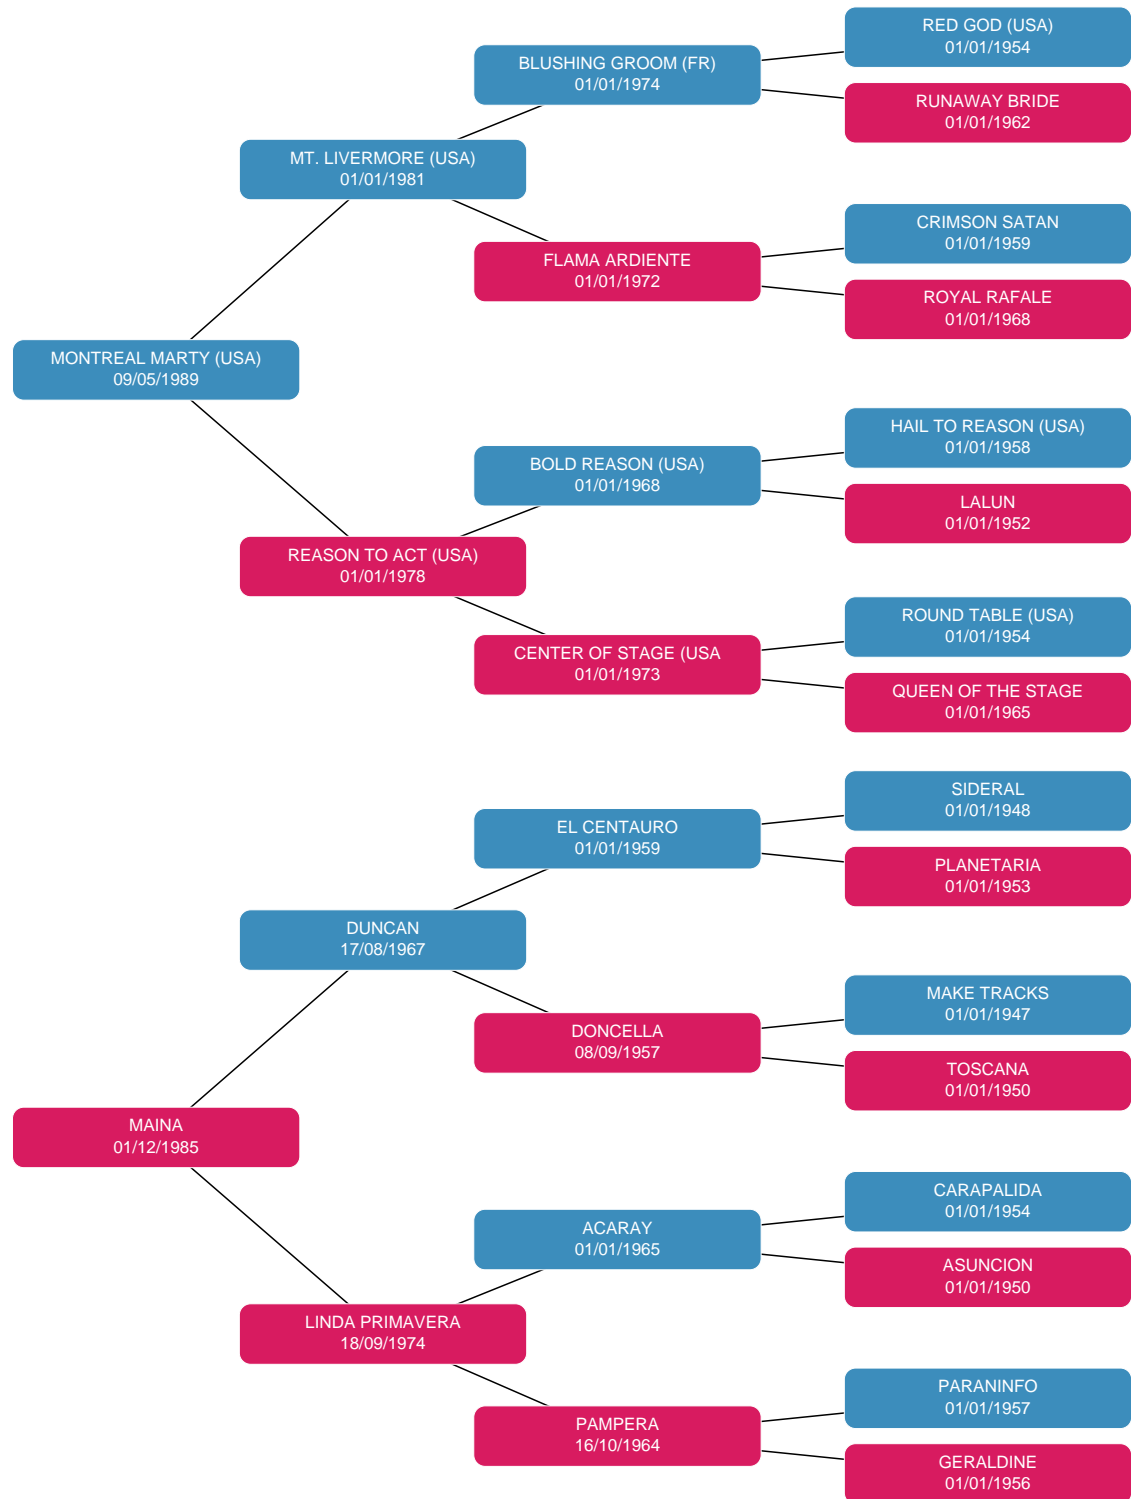 RED GOD (USA)
01/01/1954
BLUSHING GROOM (FR)
01/01/1974
RUNAWAY BRIDE
01/01/1962
MT. LIVERMORE (USA)
01/01/1981
CRIMSON SATAN
01/01/1959
FLAMA ARDIENTE
01/01/1972
ROYAL RAFALE
01/01/1968
MONTREAL MARTY (USA)
09/05/1989
HAIL TO REASON (USA)
01/01/1958
BOLD REASON (USA)
01/01/1968
LALUN
01/01/1952
REASON TO ACT (USA)
01/01/1978
ROUND TABLE (USA)
01/01/1954
CENTER OF STAGE (USA
01/01/1973
QUEEN OF THE STAGE
01/01/1965
SIDERAL
01/01/1948
EL CENTAURO
01/01/1959
PLANETARIA
01/01/1953
DUNCAN
17/08/1967
MAKE TRACKS
01/01/1947
DONCELLA
08/09/1957
TOSCANA
01/01/1950
MAINA
01/12/1985
CARAPALIDA
01/01/1954
ACARAY
01/01/1965
ASUNCION
01/01/1950
LINDA PRIMAVERA
18/09/1974
PARANINFO
01/01/1957
PAMPERA
16/10/1964
GERALDINE
01/01/1956